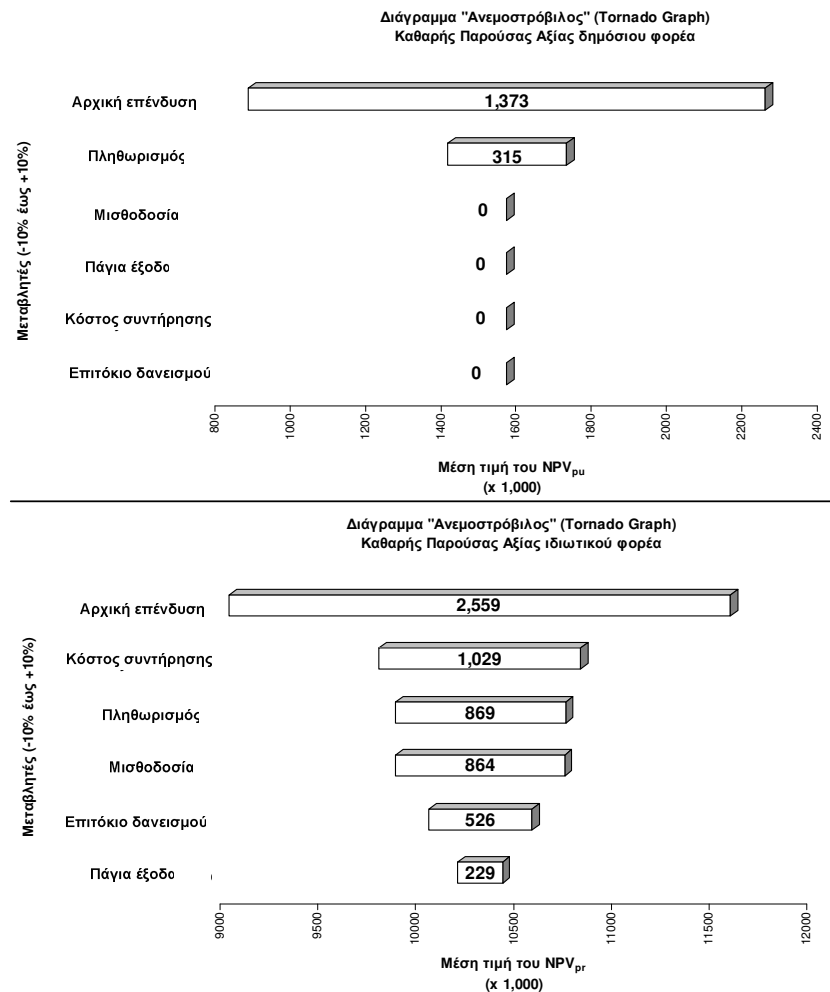 Διάγραμμα "Ανεμοστρόβιλος" (Tornado Graph)
Καθαρής Παρούσας Αξίας δημόσιου φορέα
Μεταβλητές (-10% έως +10%)
Αρχική επένδυση
1,373
Πληθωρισμός
315
Μισθοδοσία
0
Πάγια έξοδα
0
Κόστος συντήρησης
0
Επιτόκιο δανεισμού
0
800 1000 1200 1400 1600 1800 2000 2200 2400
Μέση τιμή του NPVpu
(x 1,000)
Διάγραμμα "Ανεμοστρόβιλος" (Tornado Graph)
Καθαρής Παρούσας Αξίας ιδιωτικού φορέα
Μεταβλητές (-10% έως +10%)
Αρχική επένδυση
2,559
Κόστος συντήρησης
1,029
Πληθωρισμός
869
Μισθοδοσία
864
Επιτόκιο δανεισμού
526
Πάγια έξοδα
229
9000 9500 10000 10500 11000 11500 12000
Μέση τιμή του NPVpr
(x 1,000)